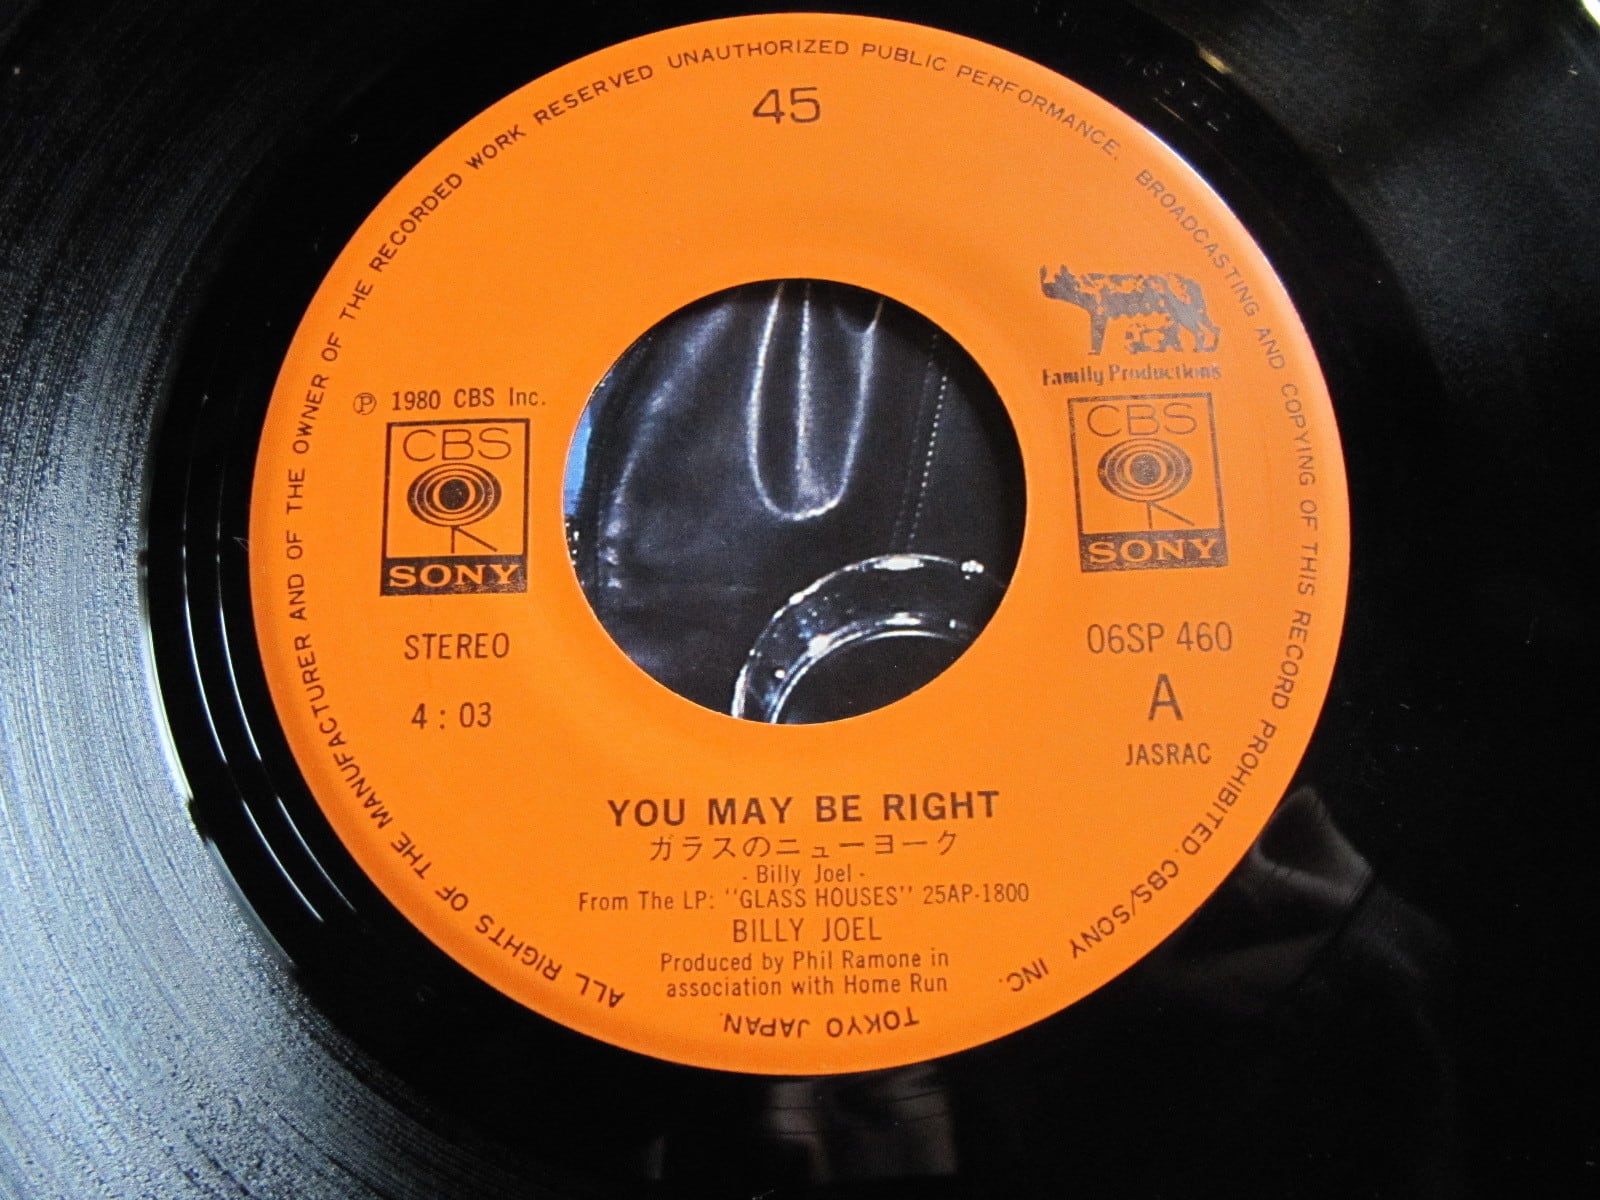 ALL RIGHTS OF THE MANUFACTURER AND OF THE OWNER OF THE RECORDED WORK RESERVED UNAUTHORIZED PUBLIC PERFORMANCE. BROADCASTING AND COPYING OF THIS RECORD PROHIBITED. CBS/SONY INC.
TOKYO JAPAN.
45
Family Productions
Ⓟ 1980 CBS Inc.
CBS
SONY
CBS
SONY
STEREO
4 : 03
06SP 460
A
JASRAC
YOU MAY BE RIGHT
ガラスのニューヨーク
- Billy Joel -
From The LP: "GLASS HOUSES" 25AP-1800
BILLY JOEL
Produced by Phil Ramone in
association with Home Run